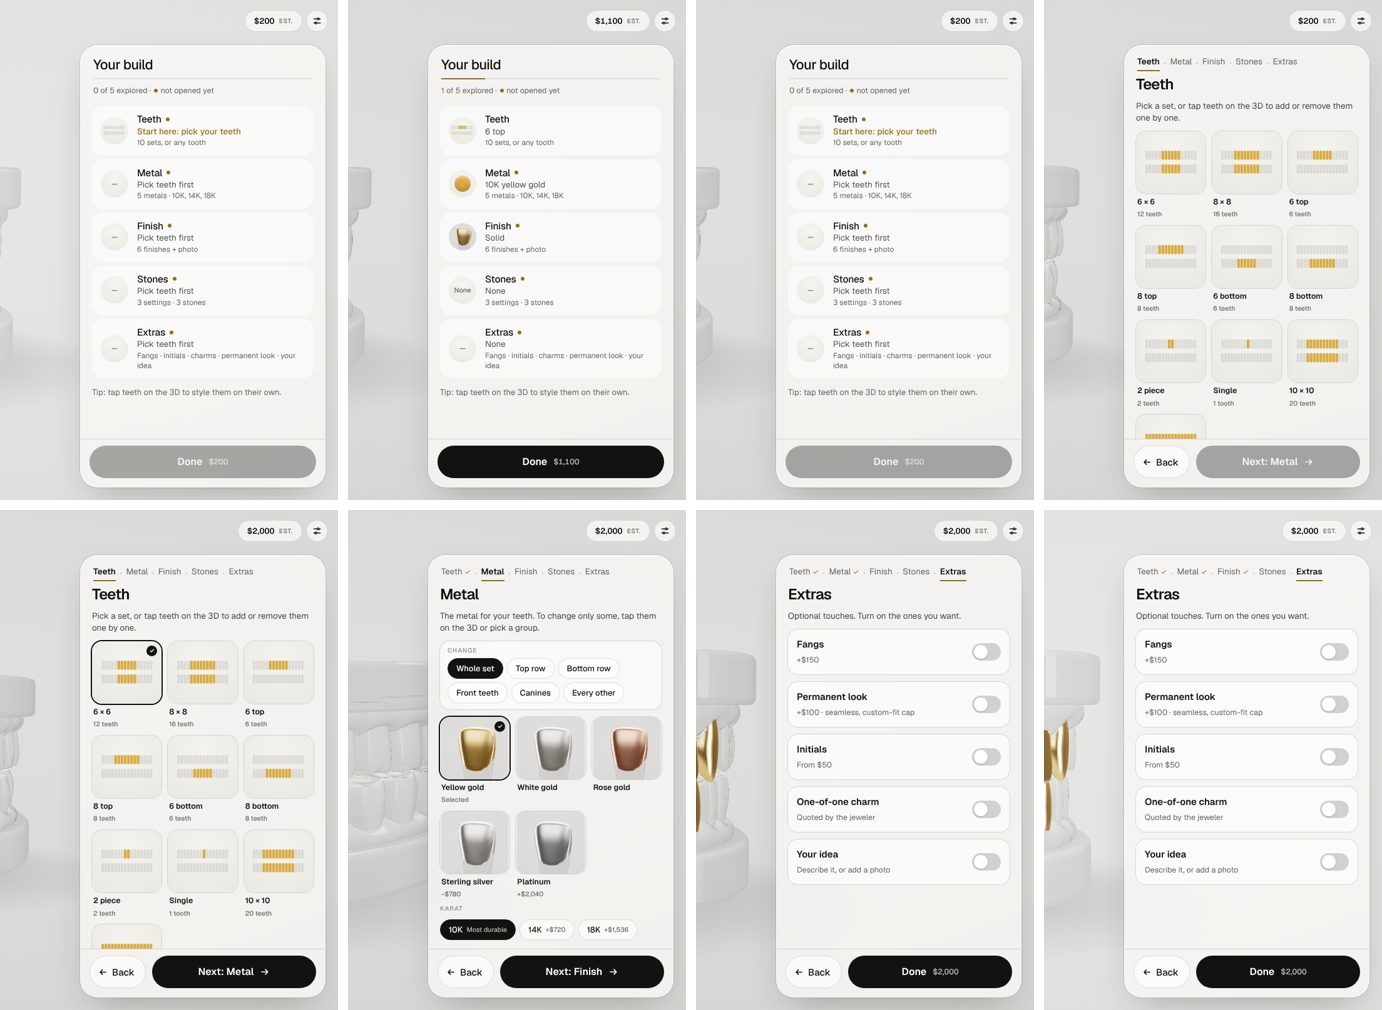 $200 EST.
Your build
0 of 5 explored · not opened yet
Teeth
Start here: pick your teeth
10 sets, or any tooth
Metal
Pick teeth first
5 metals · 10K, 14K, 18K
Finish
Pick teeth first
6 finishes + photo
Stones
Pick teeth first
3 settings · 3 stones
Extras
Pick teeth first
Fangs · initials · charms · permanent look · your
idea
Tip: tap teeth on the 3D to style them on their own.
Done $200
$1,100 EST.
Your build
1 of 5 explored · not opened yet
Teeth
6 top
10 sets, or any tooth
Metal
10K yellow gold
5 metals · 10K, 14K, 18K
Finish
Solid
6 finishes + photo
None
Stones
None
3 settings · 3 stones
Extras
None
Fangs · initials · charms · permanent look · your
idea
Tip: tap teeth on the 3D to style them on their own.
Done $1,100
$200 EST.
Your build
0 of 5 explored · not opened yet
Teeth
Start here: pick your teeth
10 sets, or any tooth
Metal
Pick teeth first
5 metals · 10K, 14K, 18K
Finish
Pick teeth first
6 finishes + photo
Stones
Pick teeth first
3 settings · 3 stones
Extras
Pick teeth first
Fangs · initials · charms · permanent look · your
idea
Tip: tap teeth on the 3D to style them on their own.
Done $200
$200 EST.
Teeth · Metal · Finish · Stones · Extras
Teeth
Pick a set, or tap teeth on the 3D to add or remove them
one by one.
6 × 6 8 × 8 6 top
12 teeth 16 teeth 6 teeth
8 top 6 bottom 8 bottom
8 teeth 6 teeth 8 teeth
2 piece Single 10 × 10
2 teeth 1 tooth 20 teeth
← Back Next: Metal →
$2,000 EST.
Teeth · Metal · Finish · Stones · Extras
Teeth
Pick a set, or tap teeth on the 3D to add or remove them
one by one.
6 × 6 8 × 8 6 top
12 teeth 16 teeth 6 teeth
8 top 6 bottom 8 bottom
8 teeth 6 teeth 8 teeth
2 piece Single 10 × 10
2 teeth 1 tooth 20 teeth
← Back Next: Metal →
$2,000 EST.
Teeth ✓ · Metal · Finish · Stones · Extras
Metal
The metal for your teeth. To change only some, tap them
on the 3D or pick a group.
CHANGE
Whole set Top row Bottom row
Front teeth Canines Every other
Yellow gold White gold Rose gold
Selected
Sterling silver Platinum
−$780 +$2,040
KARAT
10K Most durable 14K +$720 18K +$1,536
← Back Next: Finish →
$2,000 EST.
Teeth ✓ · Metal ✓ · Finish · Stones · Extras
Extras
Optional touches. Turn on the ones you want.
Fangs
+$150
Permanent look
+$100 · seamless, custom-fit cap
Initials
From $50
One-of-one charm
Quoted by the jeweler
Your idea
Describe it, or add a photo
← Back Done $2,000
$2,000 EST.
Teeth ✓ · Metal ✓ · Finish ✓ · Stones · Extras
Extras
Optional touches. Turn on the ones you want.
Fangs
+$150
Permanent look
+$100 · seamless, custom-fit cap
Initials
From $50
One-of-one charm
Quoted by the jeweler
Your idea
Describe it, or add a photo
← Back Done $2,000